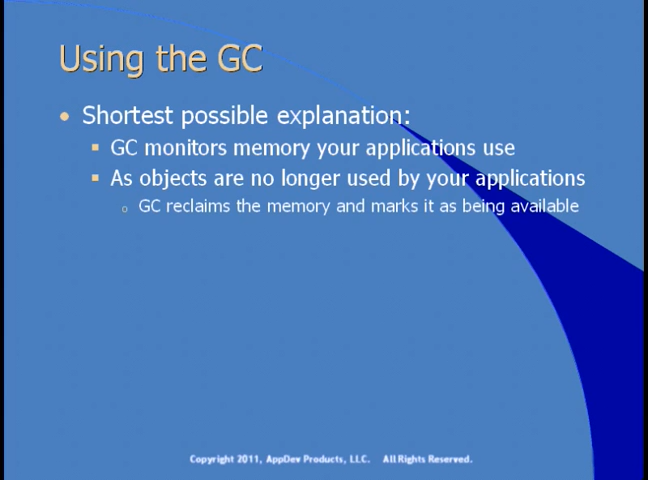 Using the GC
• Shortest possible explanation:
▪ GC monitors memory your applications use
▪ As objects are no longer used by your applications
o GC reclaims the memory and marks it as being available
Copyright 2011, AppDev Products, LLC. All Rights Reserved.